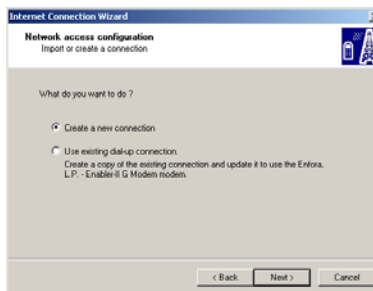 Internet Connection Wizard
Network access configuration
Import or create a connection
What do you want to do ?
Create a new connection
Use existing dial-up connection.
Create a copy of the existing connection and update it to use the Enfora,
L.P. - Enabler-II G Modem modem.
< Back
Next >
Cancel